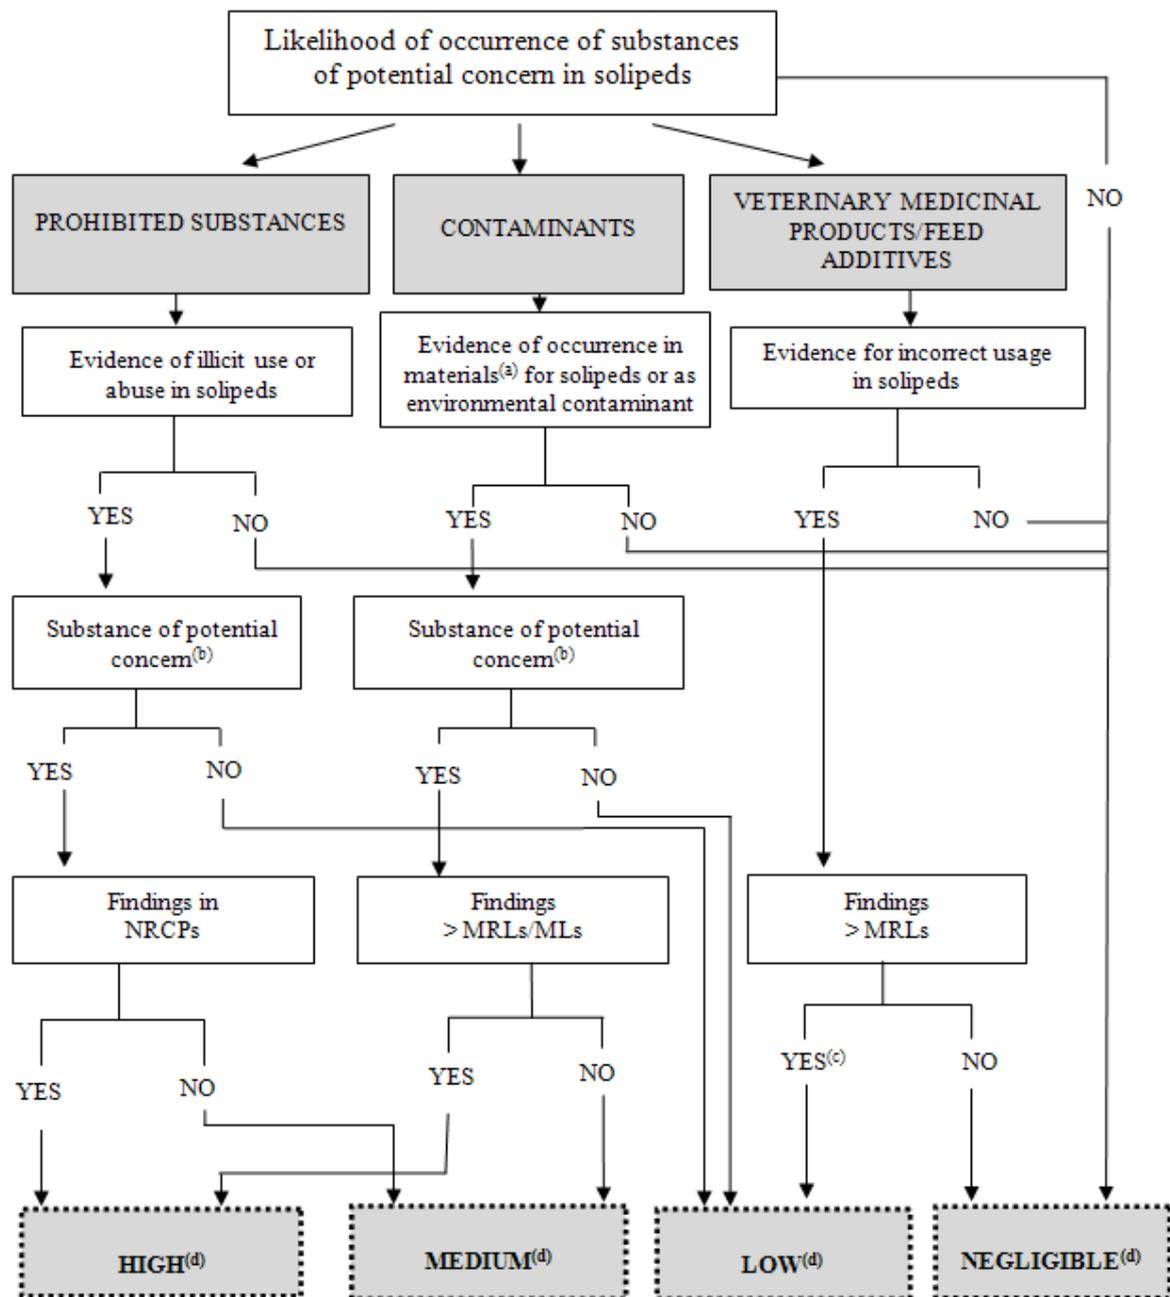 Likelihood of occurrence of substances
of potential concern in solipeds
NO
PROHIBITED SUBSTANCES
CONTAMINANTS
VETERINARY MEDICINAL
PRODUCTS/FEED
ADDITIVES
Evidence of illicit use or
abuse in solipeds
Evidence of occurrence in
materials(a) for solipeds or as
environmental contaminant
Evidence for incorrect usage
in solipeds
YES
NO
YES
NO
YES
NO
Substance of potential
concern(b)
Substance of potential
concern(b)
YES
NO
YES
NO
Findings in
NRCPs
Findings
> MRLs/MLs
Findings
> MRLs
YES
NO
YES
NO
YES(c)
NO
HIGH(d)
MEDIUM(d)
LOW(d)
NEGLIGIBLE(d)